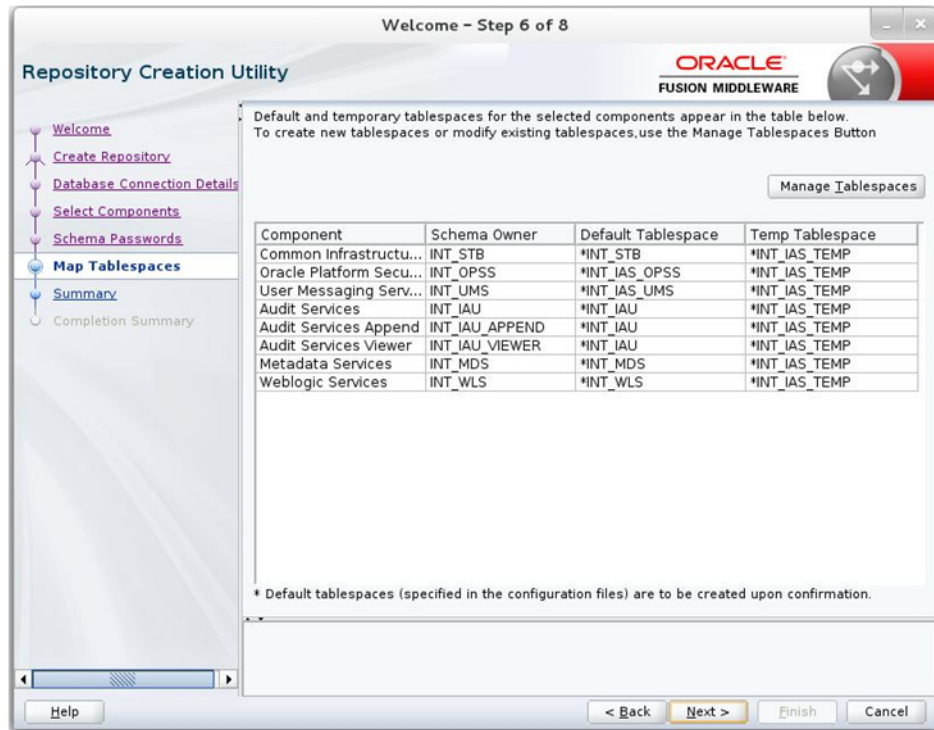 Welcome - Step 6 of 8
Repository Creation Utility
ORACLE
FUSION MIDDLEWARE
Welcome
Create Repository
Database Connection Details
Select Components
Schema Passwords
Map Tablespaces
Summary
Completion Summary
Default and temporary tablespaces for the selected components appear in the table below.
To create new tablespaces or modify existing tablespaces,use the Manage Tablespaces Button
Manage Tablespaces
Component Schema Owner Default Tablespace Temp Tablespace
Common Infrastructu... INT_STB *INT_STB *INT_IAS_TEMP
Oracle Platform Secu... INT_OPSS *INT_IAS_OPSS *INT_IAS_TEMP
User Messaging Serv... INT_UMS *INT_IAS_UMS *INT_IAS_TEMP
Audit Services INT_IAU *INT_IAU *INT_IAS_TEMP
Audit Services Append INT_IAU_APPEND *INT_IAU *INT_IAS_TEMP
Audit Services Viewer INT_IAU_VIEWER *INT_IAU *INT_IAS_TEMP
Metadata Services INT_MDS *INT_MDS *INT_IAS_TEMP
Weblogic Services INT_WLS *INT_WLS *INT_IAS_TEMP
* Default tablespaces (specified in the configuration files) are to be created upon confirmation.
Help
< Back
Next >
Finish
Cancel